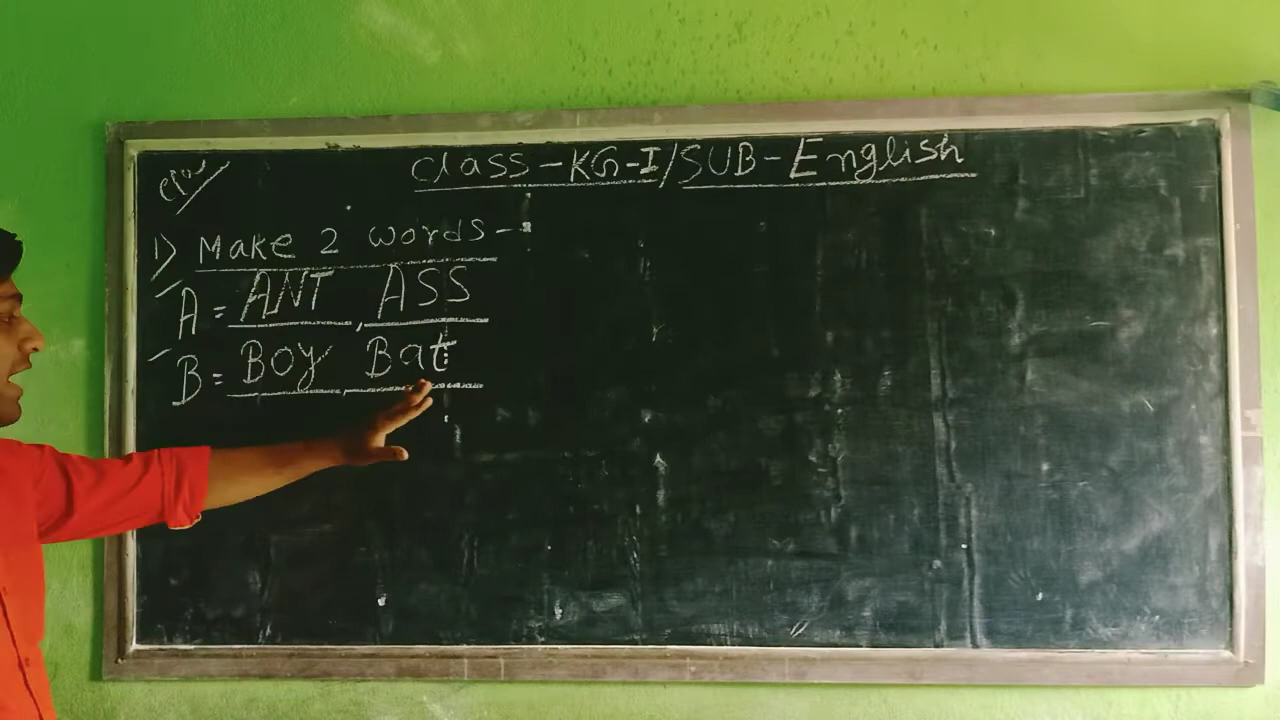 Class - KG-I/SUB - English
1) Make 2 words -
A = ANT, ASS
B = Boy, Bat